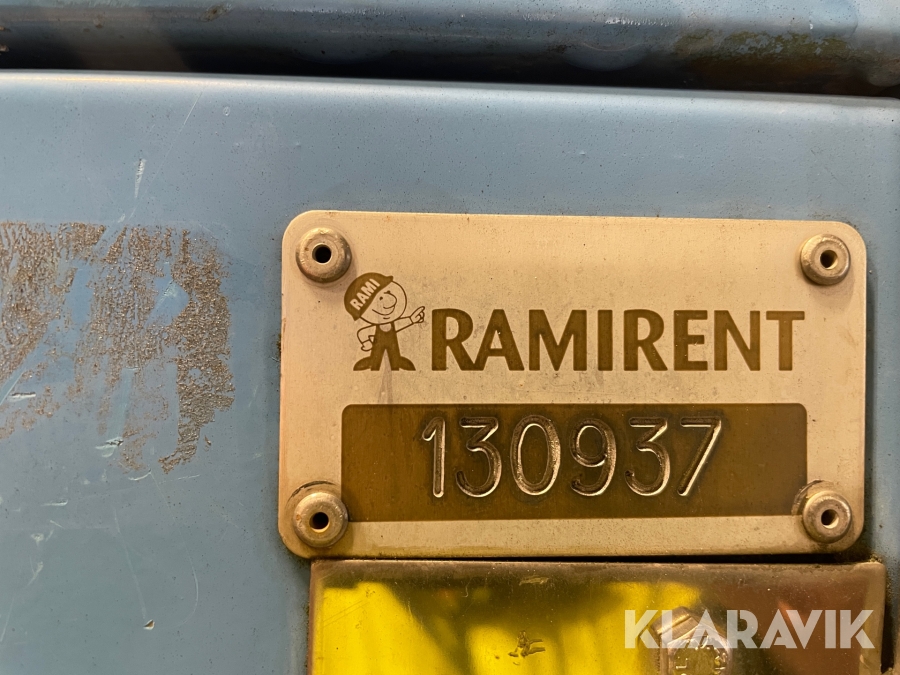 RAMI
RAMIRENT
130937
KLARAVIK